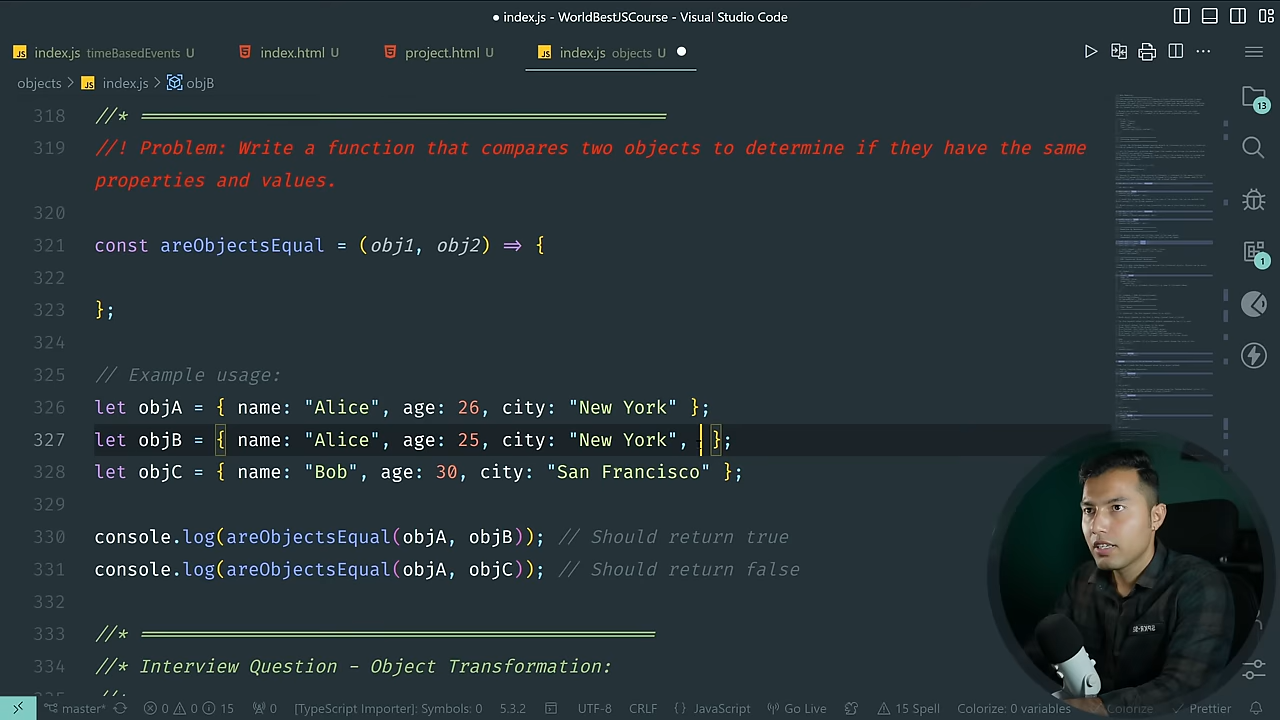 index.js - WorldBestJSCourse - Visual Studio Code
index.js timeBasedEvents U
index.html U
project.html U
index.js objects U
objects > index.js > objB
318 //* ═══════════════════════════════════════════
319 //! Problem: Write a function that compares two objects to determine if they have the same
properties and values.
320
321 const areObjectsEqual = (obj1, obj2) => {
322
323 };
324
325 // Example usage:
326 let objA = { name: "Alice", age: 26, city: "New York" };
327 let objB = { name: "Alice", age: 25, city: "New York", };
328 let objC = { name: "Bob", age: 30, city: "San Francisco" };
329
330 console.log(areObjectsEqual(objA, objB)); // Should return true
331 console.log(areObjectsEqual(objA, objC)); // Should return false
332
333 //* ══════════════════════════════════════════
334 //* Interview Question - Object Transformation:
13
1
master* 0 0 15 0 [TypeScript Importer]: Symbols: 0 5.3.2 UTF-8 CRLF { } JavaScript Go Live 15 Spell Colorize: 0 variables Colorize Prettier